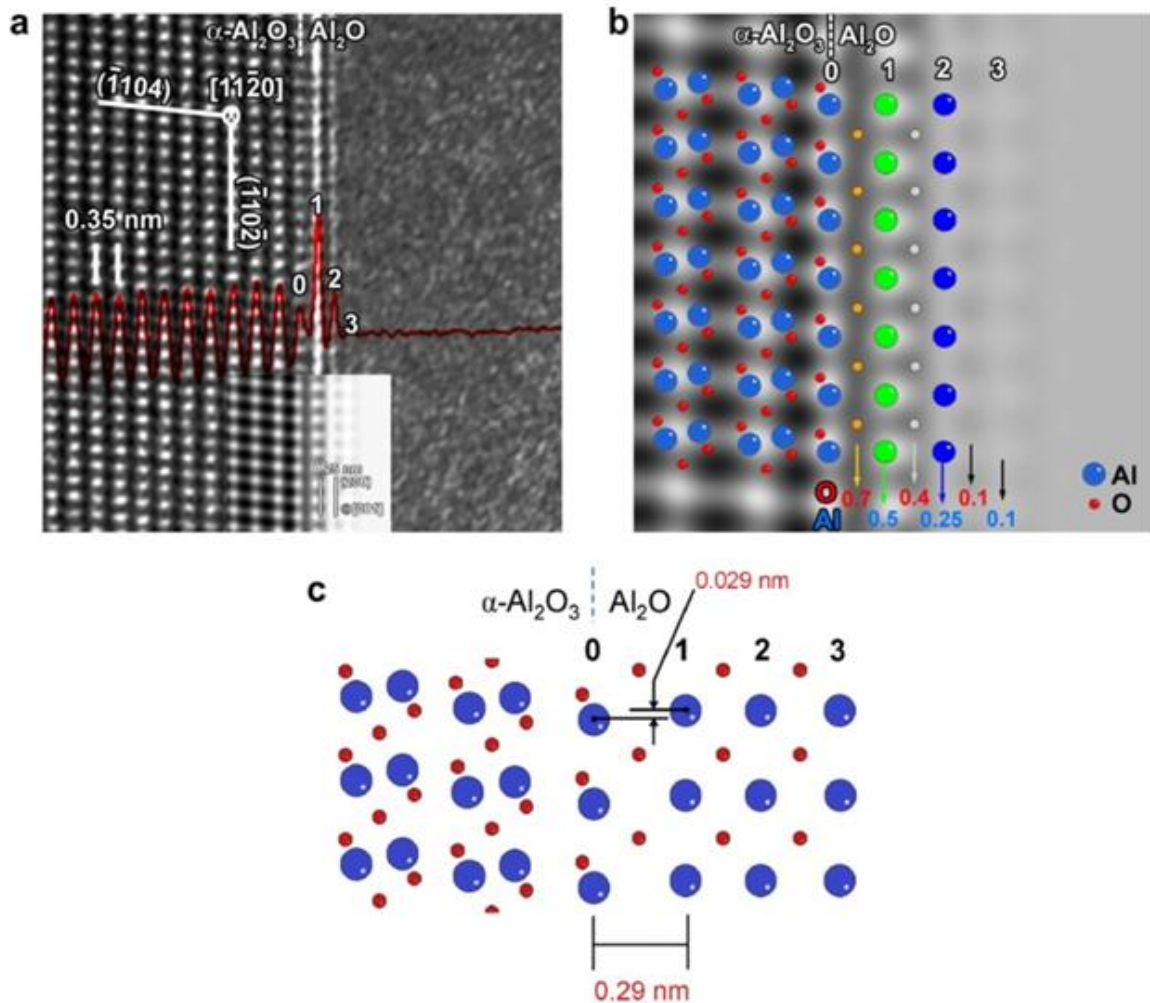 a
α-Al₂O₃ Al₂O
(1̅104) [112̅0]
0.35 nm
(1̅102̅)
1
0 2
3
b
α-Al₂O₃ Al₂O
0 1 2 3
O 0.7 0.4 0.1
Al 0.5 0.25 0.1
Al
O
c
0.029 nm
α-Al₂O₃ Al₂O
0 1 2 3
0.29 nm